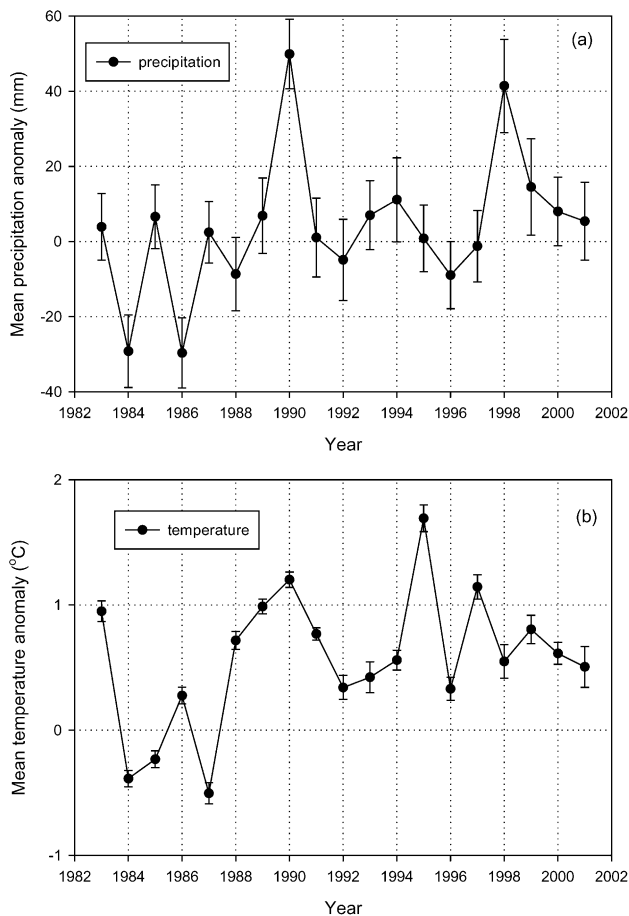 60
(a)
precipitation
40
20
0
-20
-40
Mean precipitation anomaly (mm)
1982 1984 1986 1988 1990 1992 1994 1996 1998 2000 2002
Year
2
(b)
temperature
1
0
-1
Mean temperature anomaly (°C)
1982 1984 1986 1988 1990 1992 1994 1996 1998 2000 2002
Year